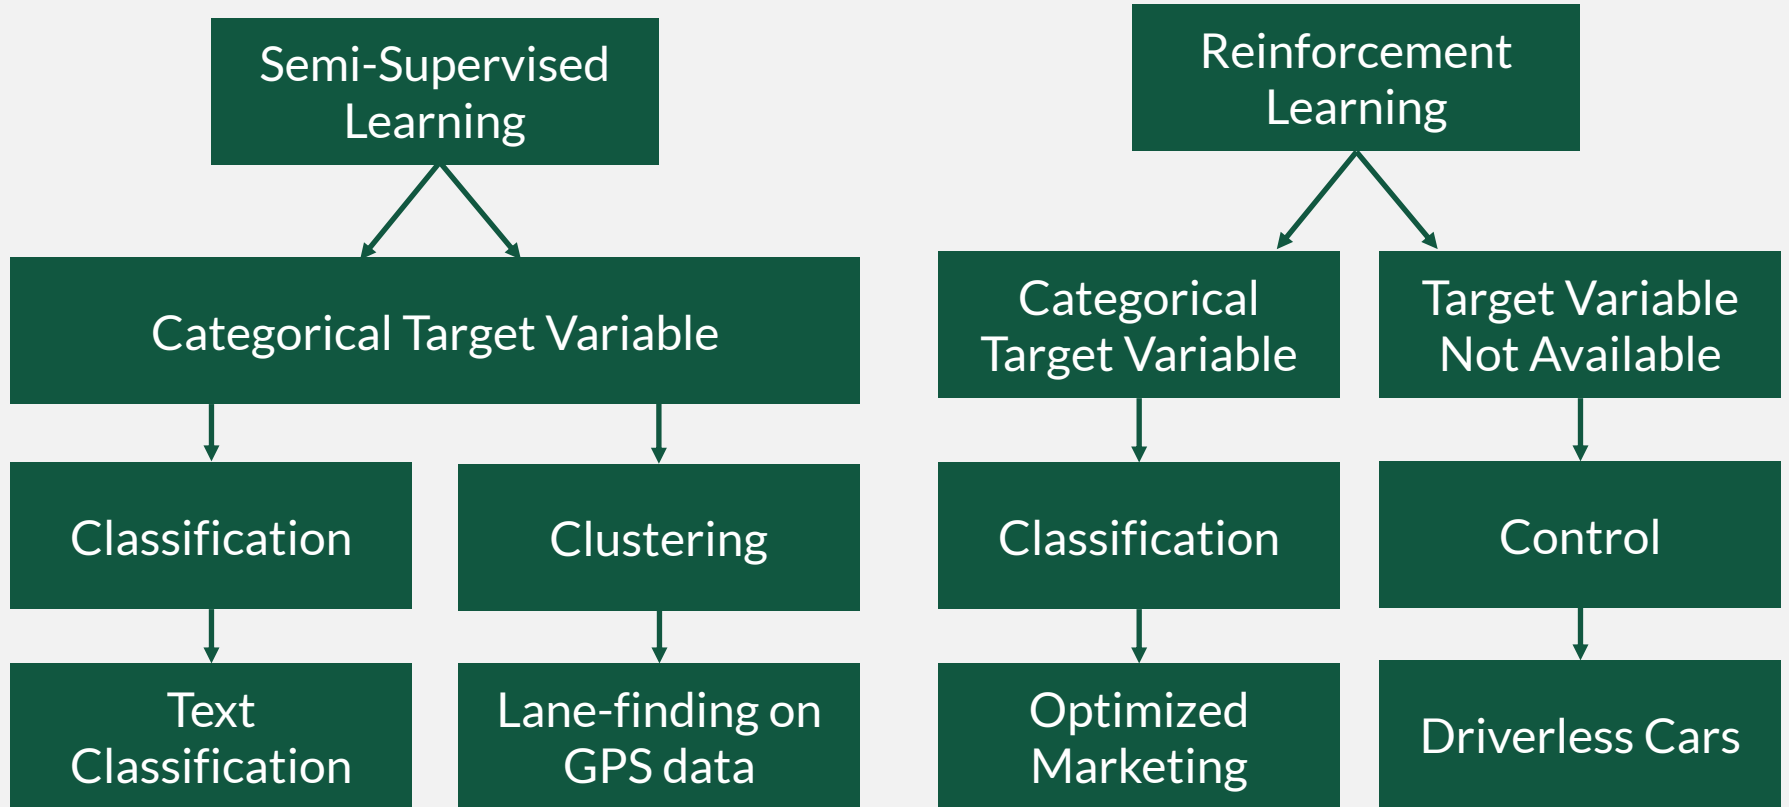 Semi-Supervised
Learning
Reinforcement
Learning
Categorical Target Variable
Categorical
Target Variable
Target Variable
Not Available
Classification
Clustering
Classification
Control
Text
Classification
Lane-finding on
GPS data
Optimized
Marketing
Driverless Cars